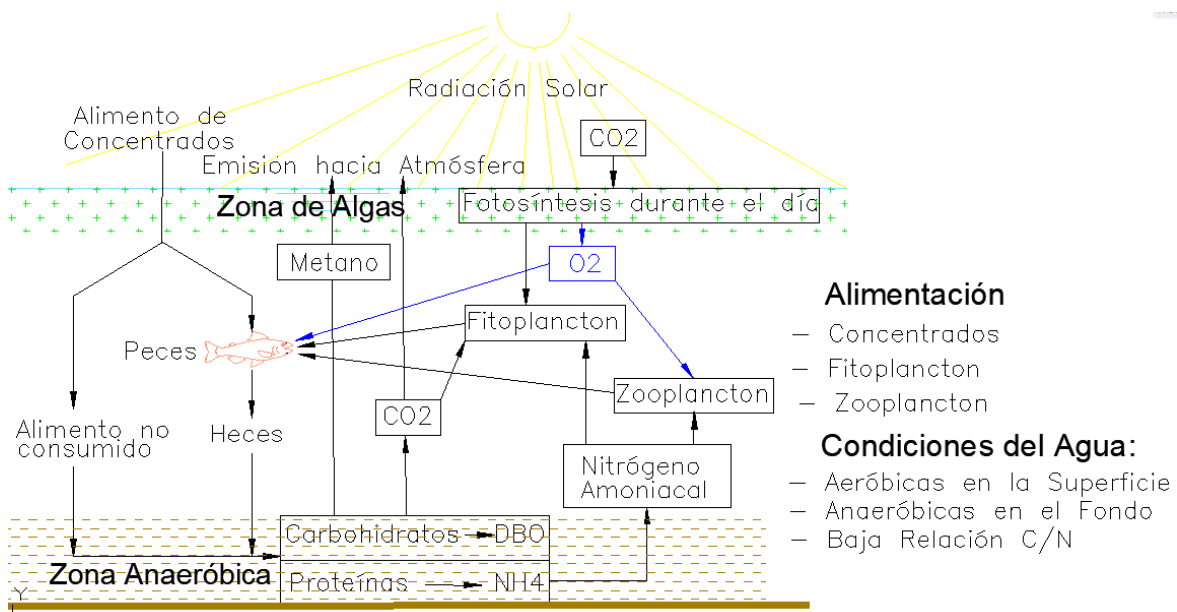 Radiación Solar
Alimento de
Concentrados
CO2
Emisión hacia Atmósfera
Zona de Algas
Fotosíntesis durante el día
Metano
O2
Fitoplancton
Peces
Zooplancton
CO2
Alimento no
consumido
Heces
Nitrógeno
Amoniacal
Carbohidratos DBO
Zona Anaeróbica
Proteínas NH4
Y
Alimentación
– Concentrados
– Fitoplancton
– Zooplancton
Condiciones del Agua:
– Aeróbicas en la Superficie
– Anaeróbicas en el Fondo
– Baja Relación C/N